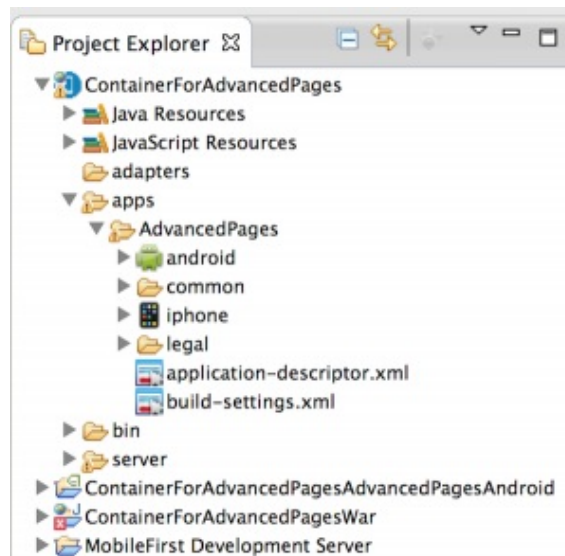 Project Explorer
ContainerForAdvancedPages
Java Resources
JavaScript Resources
adapters
apps
AdvancedPages
android
common
iphone
legal
application-descriptor.xml
build-settings.xml
bin
server
ContainerForAdvancedPagesAdvancedPagesAndroid
ContainerForAdvancedPagesWar
MobileFirst Development Server